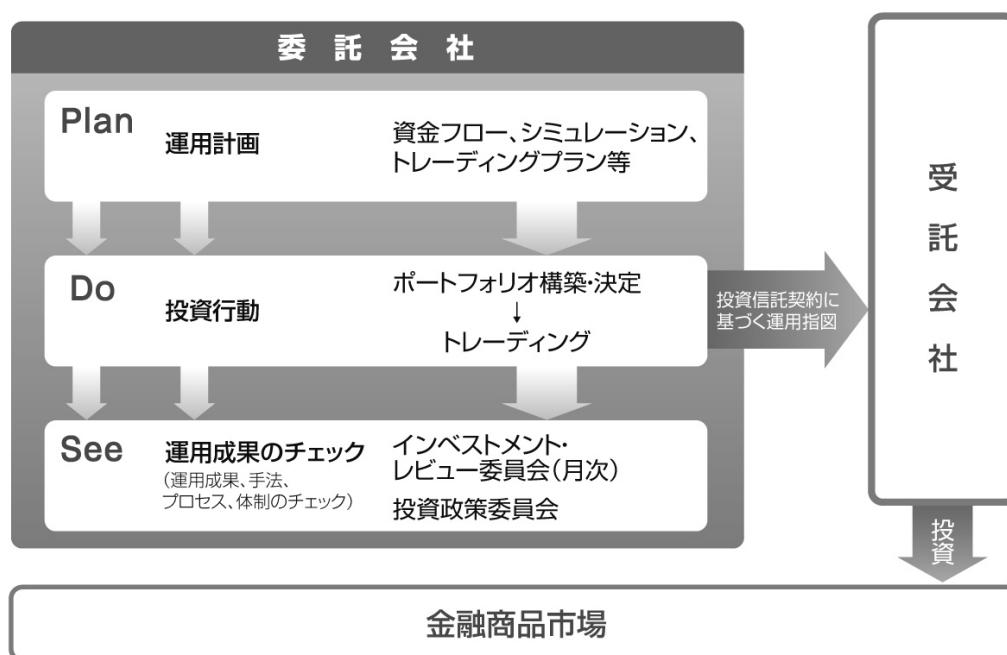 委託会社
Plan
運用計画
資金フロー、シミュレーション、
トレーディングプラン等
Do
投資行動
ポートフォリオ構築・決定
↓
トレーディング
See
運用成果のチェック
(運用成果、手法、
プロセス、体制のチェック)
インベストメント・
レビュー委員会(月次)
投資政策委員会
投資信託契約に
基づく運用指図
受託会社
投資
金融商品市場